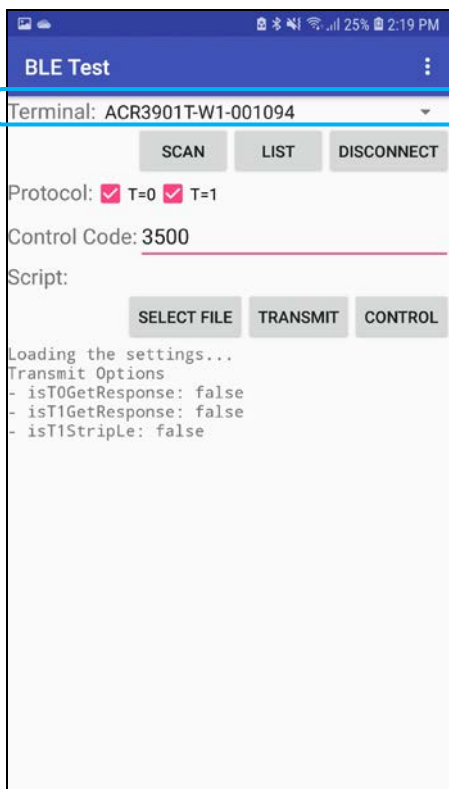 25% 2:19 PM
BLE Test
Terminal: ACR3901T-W1-001094
SCAN LIST DISCONNECT
Protocol: T=0 T=1
Control Code: 3500
Script:
SELECT FILE TRANSMIT CONTROL
Loading the settings...
Transmit Options
- isT0GetResponse: false
- isT1GetResponse: false
- isT1StripLe: false